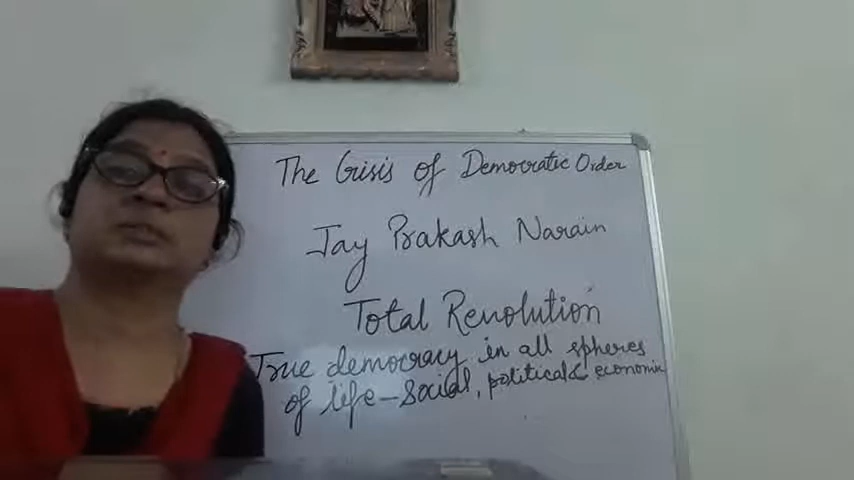 The Crisis of Democratic Order
Jay Prakash Narain
Total Revolution
True democracy in all spheres
of life - Social, political & economic